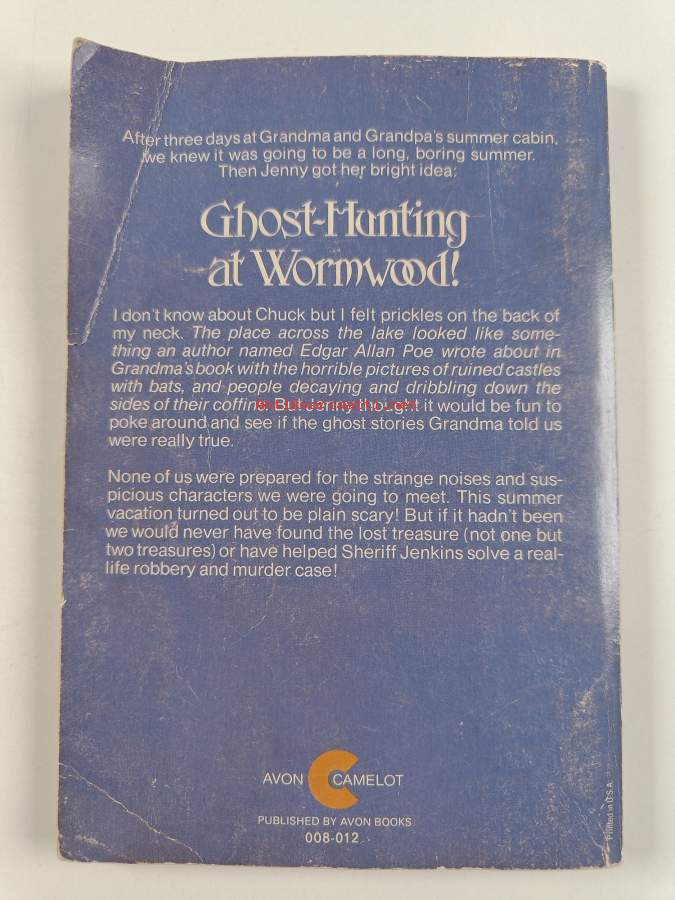 After three days at Grandma and Grandpa's summer cabin,
we knew it was going to be a long, boring summer.
Then Jenny got her bright idea:
Ghost-Hunting
at Wormwood!
I don't know about Chuck but I felt prickles on the back of
my neck. The place across the lake looked like some-
thing an author named Edgar Allan Poe wrote about in
Grandma's book with the horrible pictures of ruined castles
with bats, and people decaying and dribbling down the
sides of their coffins. But Jenny thought it would be fun to
poke around and see if the ghost stories Grandma told us
were really true.
None of us were prepared for the strange noises and sus-
picious characters we were going to meet. This summer
vacation turned out to be plain scary! But if it hadn't been
we would never have found the lost treasure (not one but
two treasures) or have helped Sheriff Jenkins solve a real-
life robbery and murder case!
AVON CAMELOT
PUBLISHED BY AVON BOOKS
008-012
Printed in U.S.A.